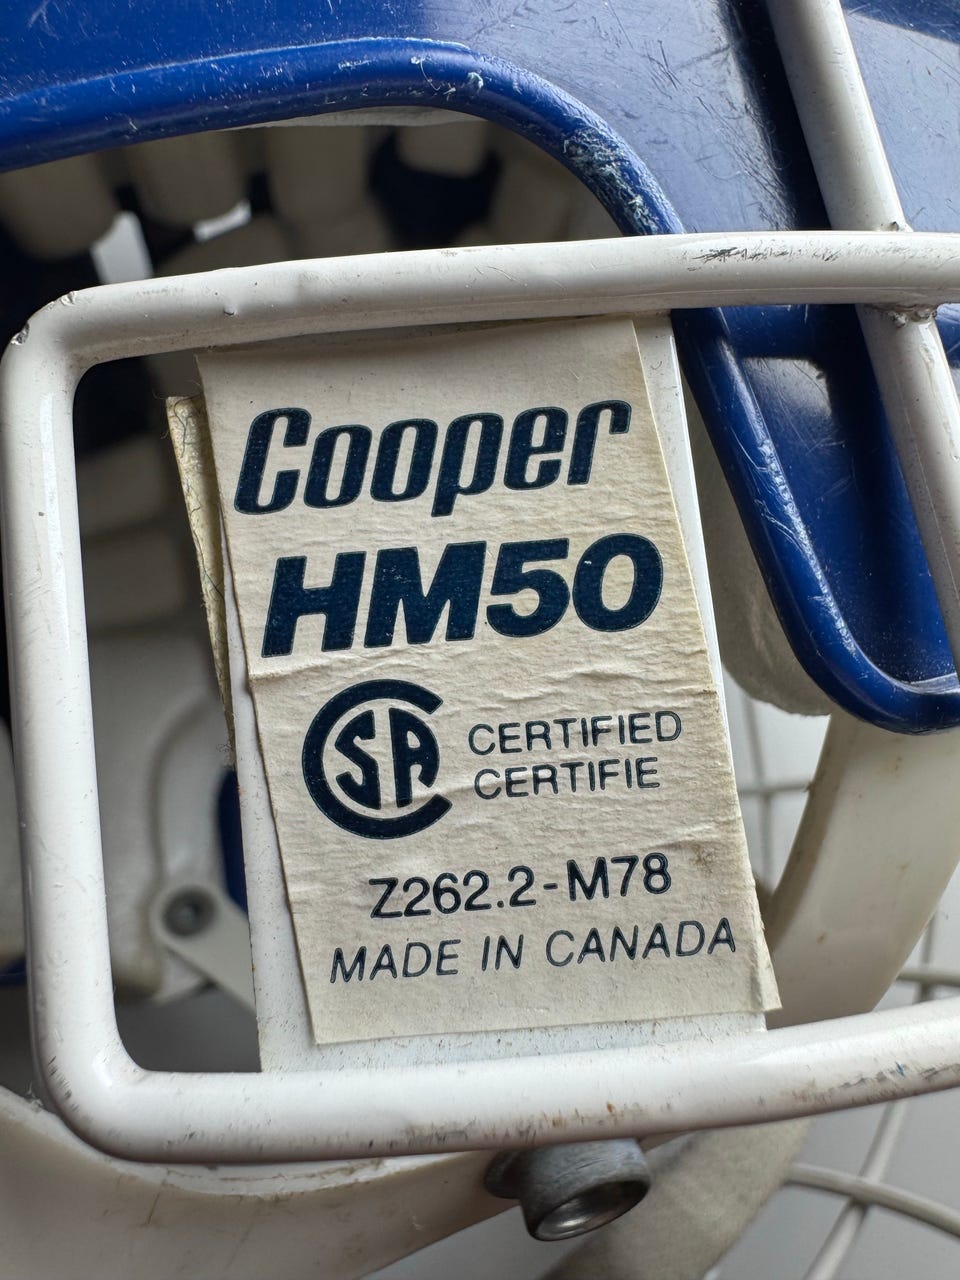 Cooper
HM50
CSA CERTIFIED
CERTIFIE
Z262.2-M78
MADE IN CANADA